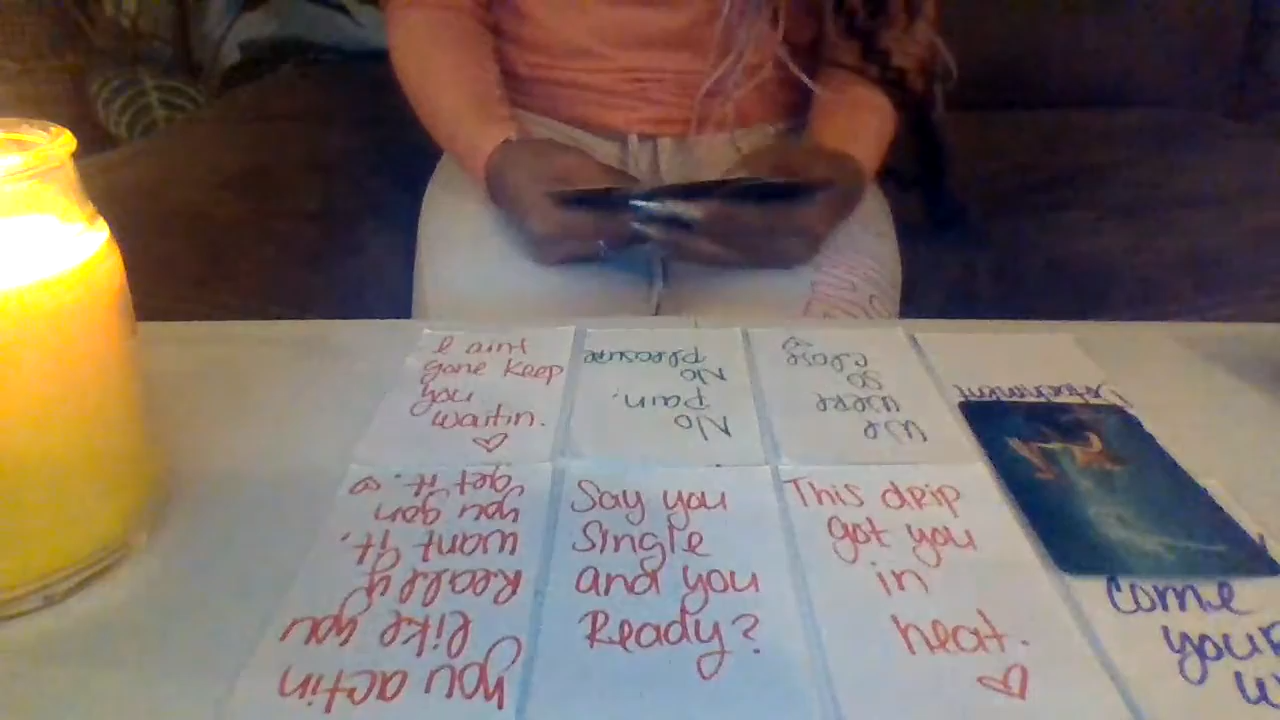 I aint
gone keep
you
waitin.
No
pain.
No
pleasure
We
were
so
close
You actin
like you
Really
want it.
you gon
get it.
Say you
Single
and you
Ready?
This drip
got you
in
heat.
Come
your